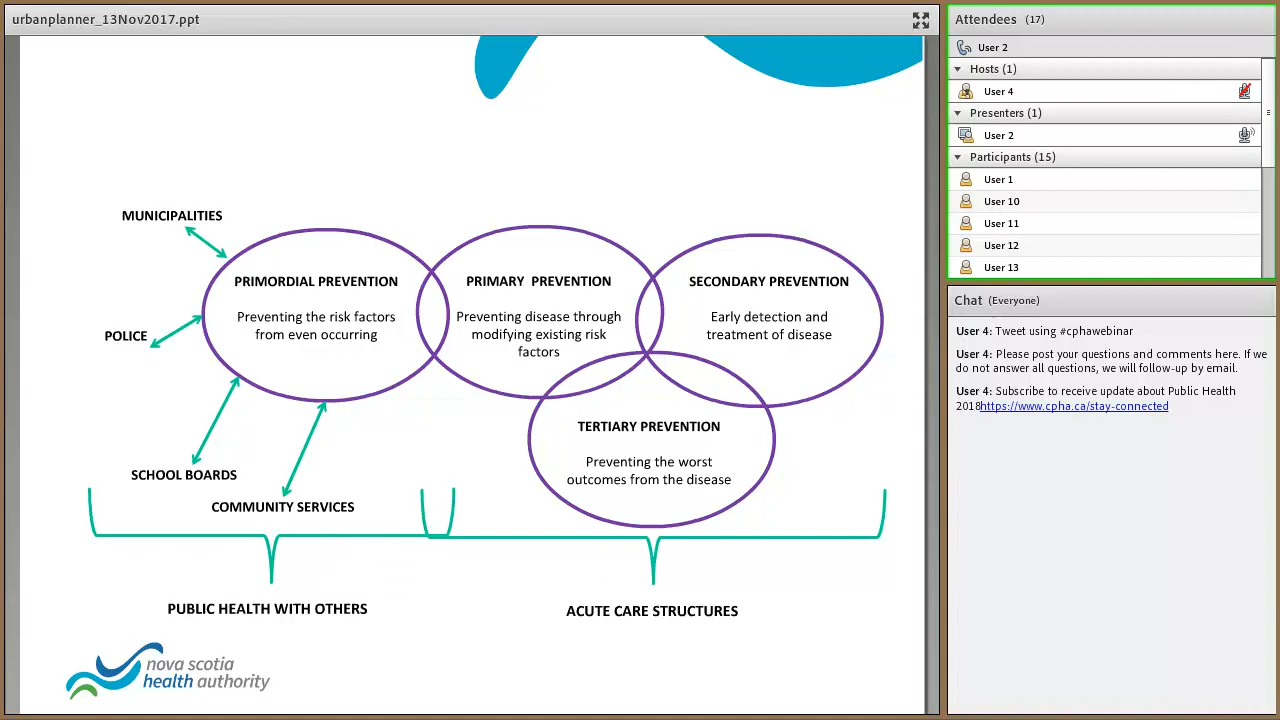 urbanplanner_13Nov2017.ppt
MUNICIPALITIES
POLICE
SCHOOL BOARDS
COMMUNITY SERVICES
PRIMORDIAL PREVENTION
Preventing the risk factors
from even occurring
PRIMARY PREVENTION
Preventing disease through
modifying existing risk
factors
SECONDARY PREVENTION
Early detection and
treatment of disease
TERTIARY PREVENTION
Preventing the worst
outcomes from the disease
PUBLIC HEALTH WITH OTHERS
ACUTE CARE STRUCTURES
nova scotia
health authority
Attendees (17)
User 2
Hosts (1)
User 4
Presenters (1)
User 2
Participants (15)
User 1
User 10
User 11
User 12
User 13
Chat (Everyone)
User 4: Tweet using #cphawebinar
User 4: Please post your questions and comments here. If we
do not answer all questions, we will follow-up by email.
User 4: Subscribe to receive update about Public Health
2018https://www.cpha.ca/stay-connected